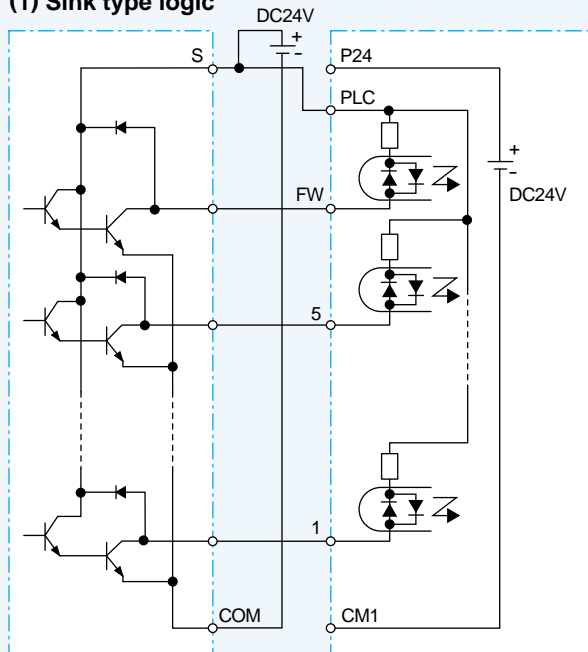 (1) Sink type logic
DC24V
+
-
S
P24
PLC
+
-
DC24V
FW
5
1
COM
CM1